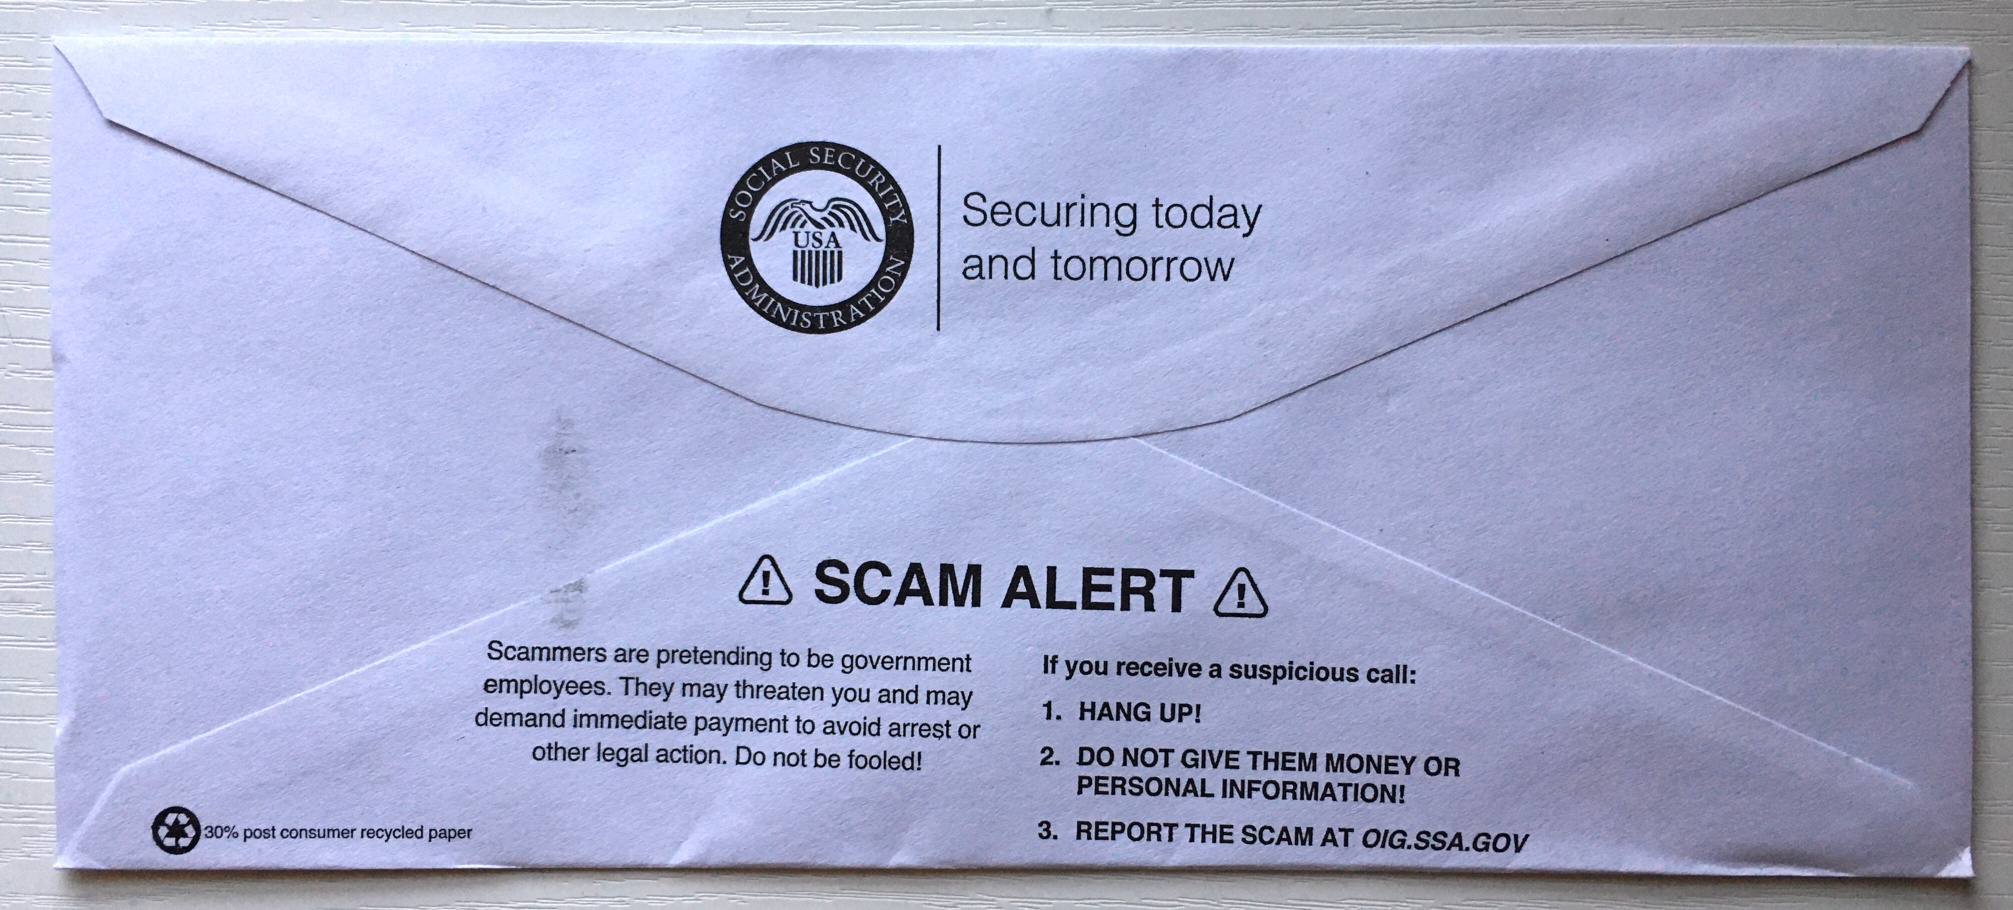 SOCIAL SECURITY
USA
ADMINISTRATION
Securing today
and tomorrow
SCAM ALERT
Scammers are pretending to be government
employees. They may threaten you and may
demand immediate payment to avoid arrest or
other legal action. Do not be fooled!
If you receive a suspicious call:
1. HANG UP!
2. DO NOT GIVE THEM MONEY OR
PERSONAL INFORMATION!
3. REPORT THE SCAM AT OIG.SSA.GOV
30% post consumer recycled paper